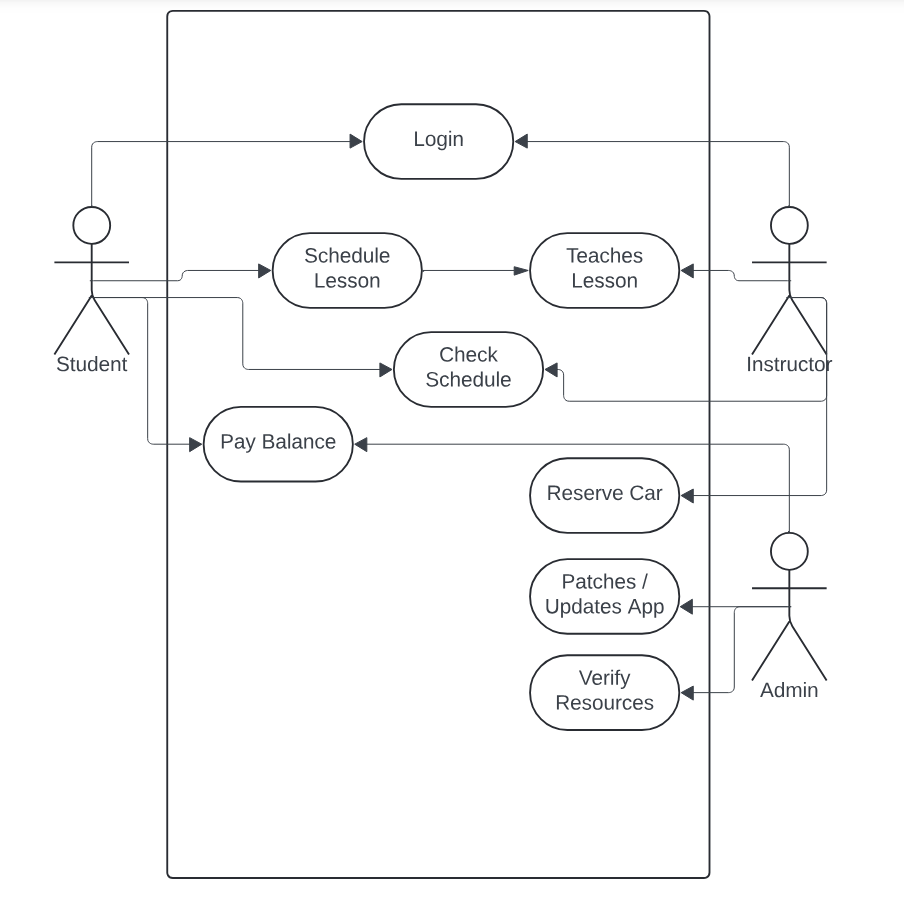 Login
Schedule
Lesson
Teaches
Lesson
Student
Check
Schedule
Instructor
Pay Balance
Reserve Car
Patches /
Updates App
Verify
Resources
Admin